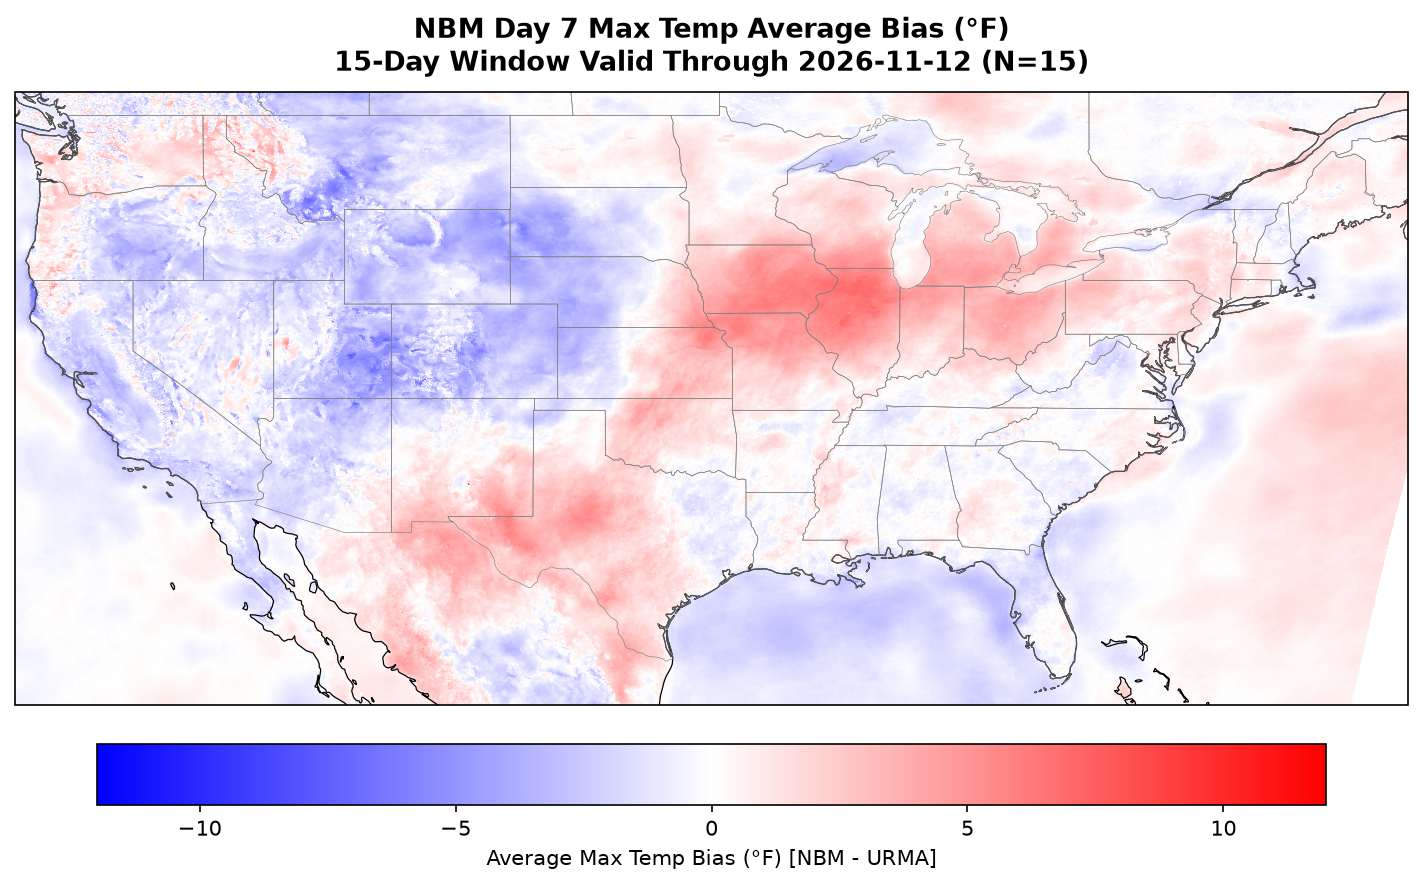 NBM Day 7 Max Temp Average Bias (°F)
15-Day Window Valid Through 2026-11-12 (N=15)
−10 −5 0 5 10
Average Max Temp Bias (°F) [NBM - URMA]